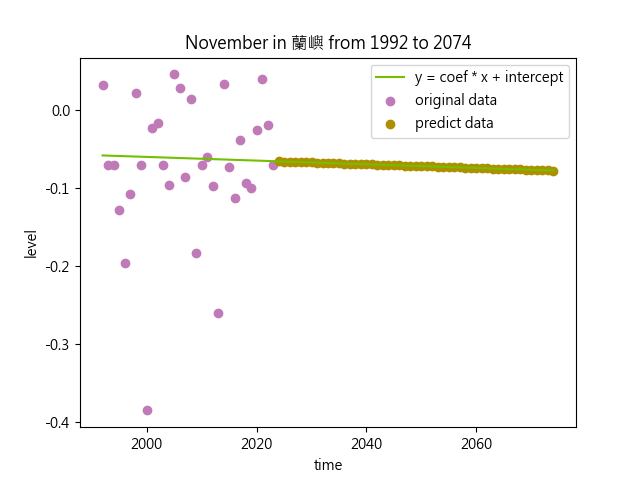 November in 蘭嶼 from 1992 to 2074
y = coef * x + intercept
original data
predict data
level
0.0
-0.1
-0.2
-0.3
-0.4
2000
2020
2040
2060
time